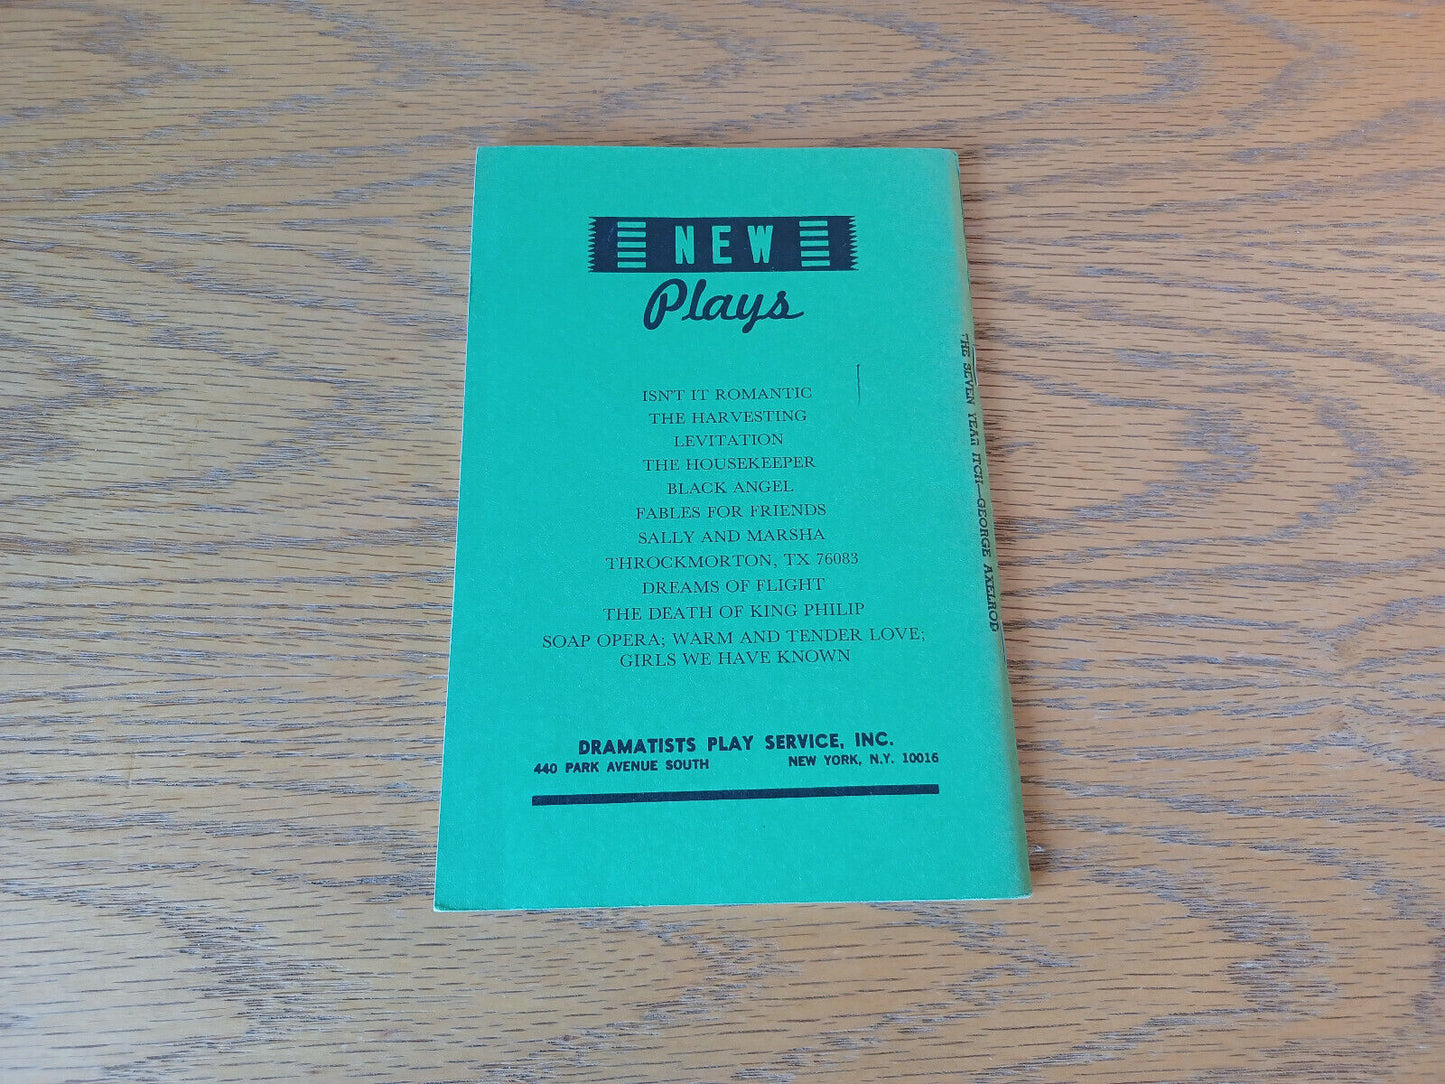 NEW
Plays
ISN'T IT ROMANTIC
THE HARVESTING
LEVITATION
THE HOUSEKEEPER
BLACK ANGEL
FABLES FOR FRIENDS
SALLY AND MARSHA
THROCKMORTON, TX 76083
DREAMS OF FLIGHT
THE DEATH OF KING PHILIP
SOAP OPERA; WARM AND TENDER LOVE;
GIRLS WE HAVE KNOWN
DRAMATISTS PLAY SERVICE, INC.
440 PARK AVENUE SOUTH NEW YORK, N.Y. 10016
THE SEVEN YEAR ITCH—GEORGE AXELROD